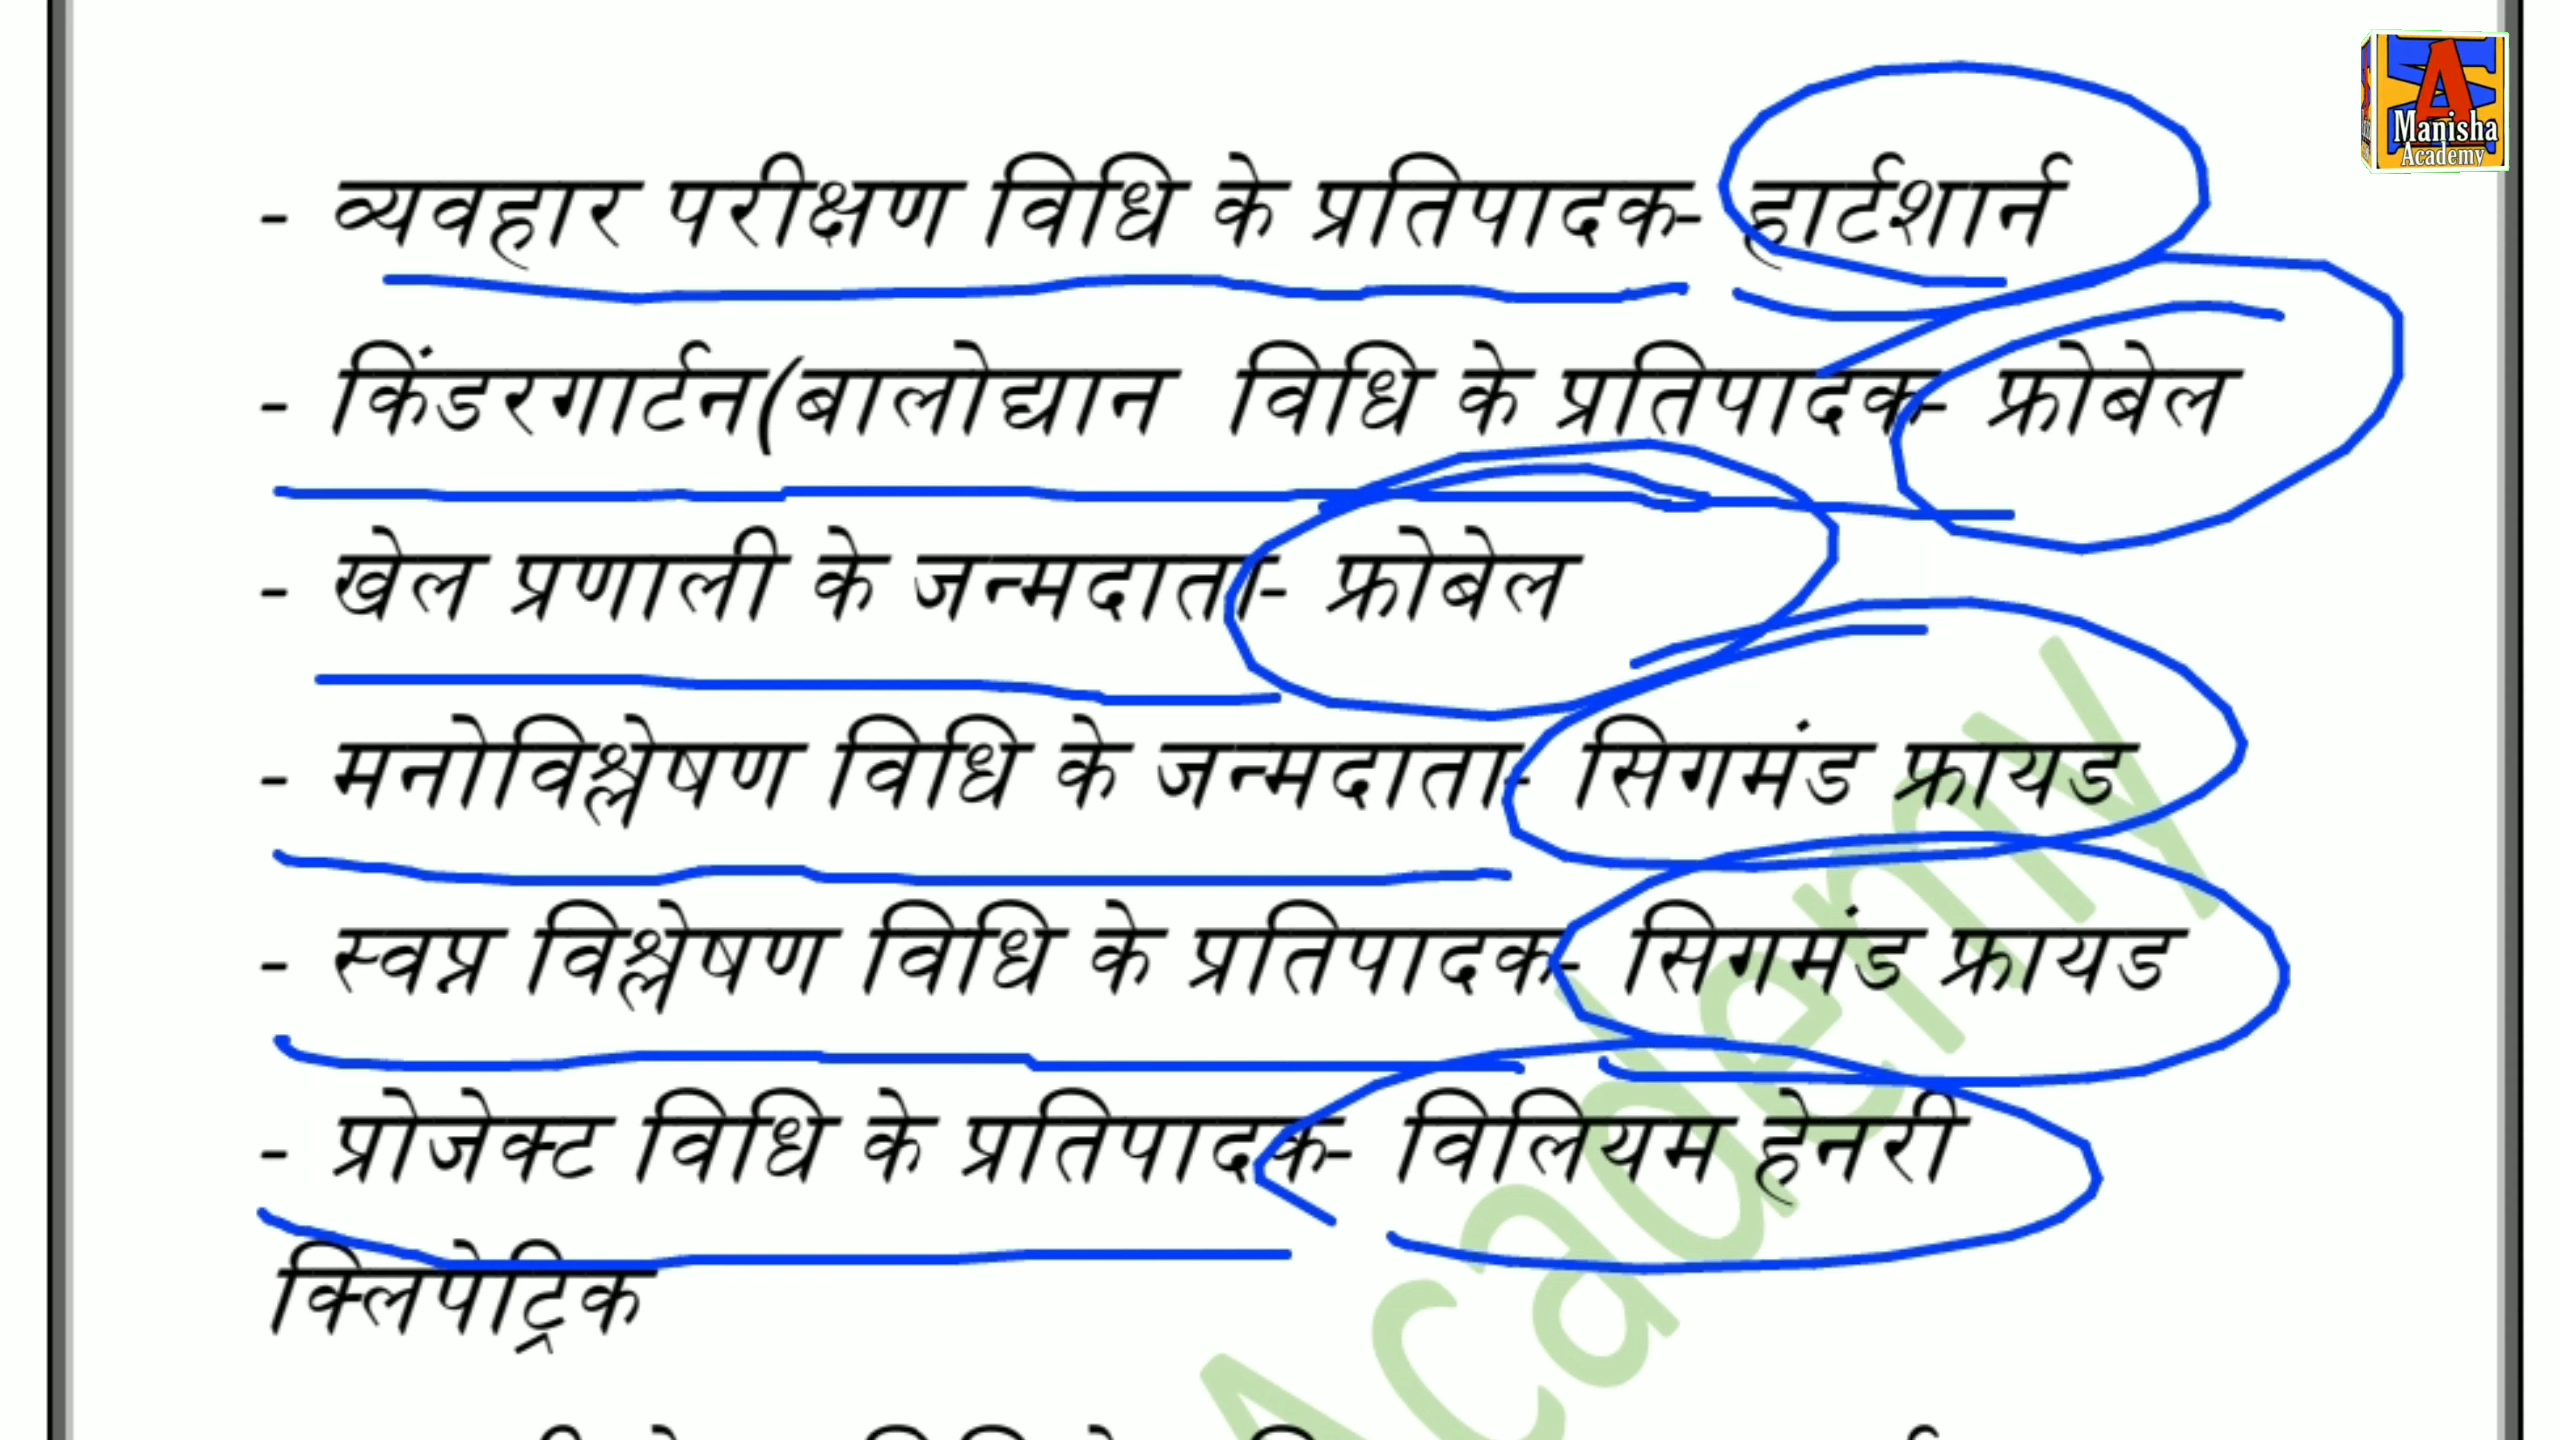 Manisha
Academy
- व्यवहार परीक्षण विधि के प्रतिपादक- हार्टशार्न
- किंडरगार्टन(बालोद्यान विधि के प्रतिपादक- फ्रोबेल
- खेल प्रणाली के जन्मदाता- फ्रोबेल
- मनोविश्लेषण विधि के जन्मदाता- सिगमंड फ्रायड
- स्वप्न विश्लेषण विधि के प्रतिपादक- सिगमंड फ्रायड
- प्रोजेक्ट विधि के प्रतिपादक- विलियम हेनरी
क्लिपेट्रिक
Academy